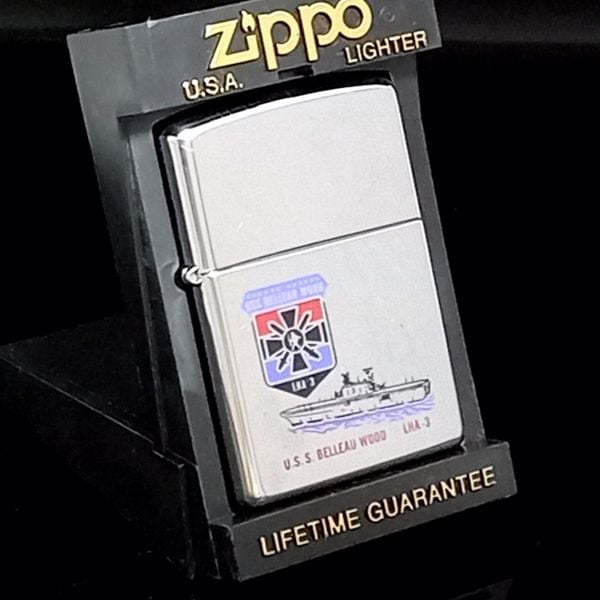 zippo
U.S.A.
LIGHTER
USS BELLEAU WOOD
LHA 3
U.S.S. BELLEAU WOOD LHA-3
LIFETIME GUARANTEE